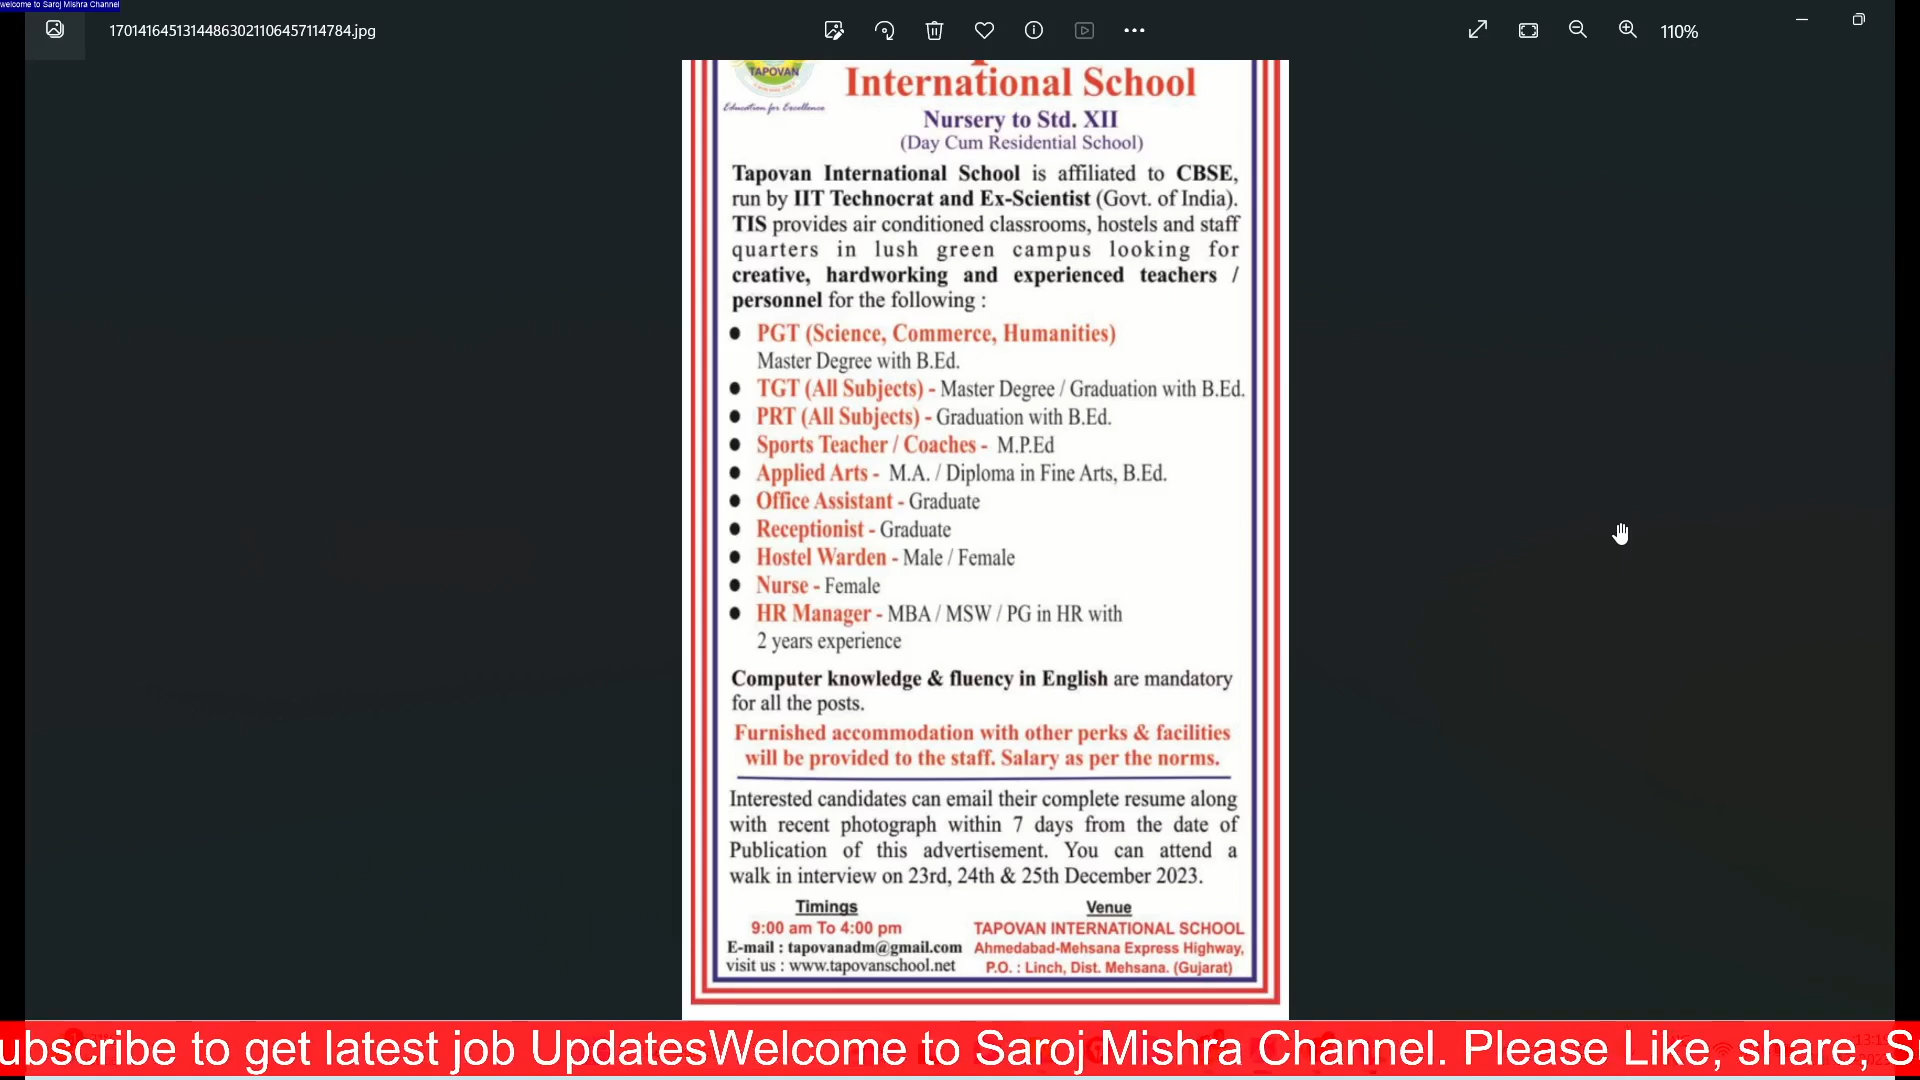 welcome to Saroj Mishra Channel
17014164513144863021106457114784.jpg
110%
TAPOVAN
Education for Excellence
International School
Nursery to Std. XII
(Day Cum Residential School)
Tapovan International School is affiliated to CBSE,
run by IIT Technocrat and Ex-Scientist (Govt. of India).
TIS provides air conditioned classrooms, hostels and staff
quarters in lush green campus looking for
creative, hardworking and experienced teachers /
personnel for the following :
● PGT (Science, Commerce, Humanities)
Master Degree with B.Ed.
● TGT (All Subjects) - Master Degree / Graduation with B.Ed.
● PRT (All Subjects) - Graduation with B.Ed.
● Sports Teacher / Coaches - M.P.Ed
● Applied Arts - M.A. / Diploma in Fine Arts, B.Ed.
● Office Assistant - Graduate
● Receptionist - Graduate
● Hostel Warden - Male / Female
● Nurse - Female
● HR Manager - MBA / MSW / PG in HR with
2 years experience
Computer knowledge & fluency in English are mandatory
for all the posts.
Furnished accommodation with other perks & facilities
will be provided to the staff. Salary as per the norms.
Interested candidates can email their complete resume along
with recent photograph within 7 days from the date of
Publication of this advertisement. You can attend a
walk in interview on 23rd, 24th & 25th December 2023.
Timings
9:00 am To 4:00 pm
E-mail : tapovanadm@gmail.com
visit us : www.tapovanschool.net
Venue
TAPOVAN INTERNATIONAL SCHOOL
Ahmedabad-Mehsana Express Highway,
P.O. : Linch, Dist. Mehsana. (Gujarat)
ubscribe to get latest job UpdatesWelcome to Saroj Mishra Channel. Please Like, share, S